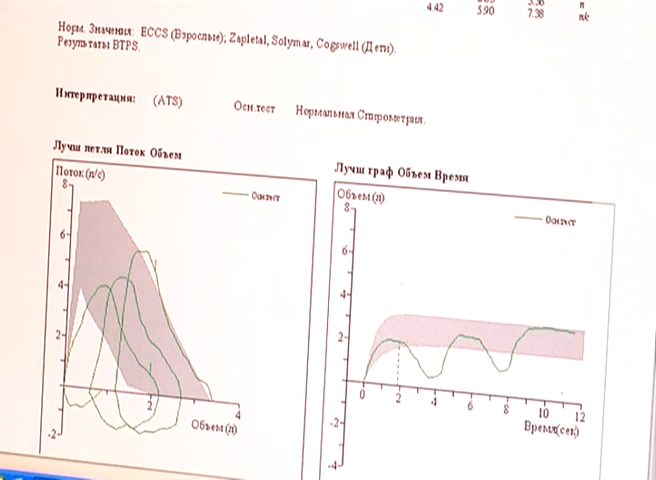 4.42 5.90 7.38 л/с
Норм. Значения: ECCS (Взрослые); Zapletal, Solymar, Cogswell (Дети).
Результаты BTPS.
Интерпретация: (ATS) Осн.тест Нормальная Спирометрия.
Лучш петля Поток Объем
Лучш граф Объем Время
Поток (л/с)
Объем (л)
Осн.тест
Осн.тест
8
6
4
2
-2
2
4
Объем (л)
8
6
4
2
-2
-4
0 2 4 6 8 10 12
Время(сек)